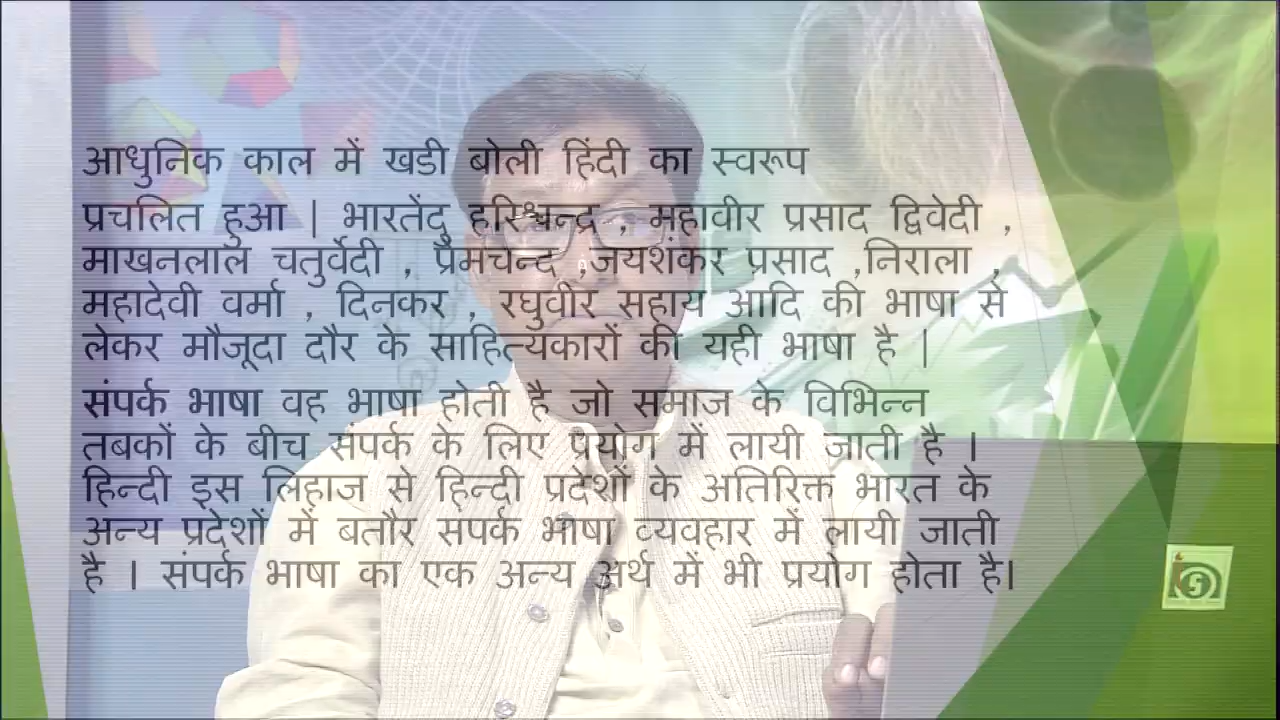 आधुनिक काल में खडी बोली हिंदी का स्वरूप
प्रचलित हुआ | भारतेंदु हरिश्चन्द्र , महावीर प्रसाद द्विवेदी ,
माखनलाल चतुर्वेदी , प्रेमचन्द ,जयशंकर प्रसाद ,निराला ,
महादेवी वर्मा , दिनकर , रघुवीर सहाय आदि की भाषा से
लेकर मौजूदा दौर के साहित्यकारों की यही भाषा है |
संपर्क भाषा वह भाषा होती है जो समाज के विभिन्न
तबकों के बीच संपर्क के लिए प्रयोग में लायी जाती है ।
हिन्दी इस लिहाज से हिन्दी प्रदेशों के अतिरिक्त भारत के
अन्य प्रदेशों में बतौर सपर्क भाषा व्यवहार में लायी जाती
है । संपर्क भाषा का एक अन्य अर्थ में भी प्रयोग होता है।